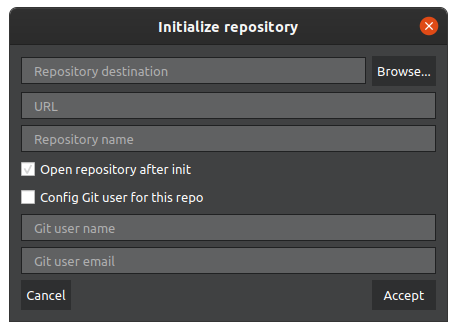 Initialize repository
Repository destination
Browse...
URL
Repository name
Open repository after init
Config Git user for this repo
Git user name
Git user email
Cancel
Accept